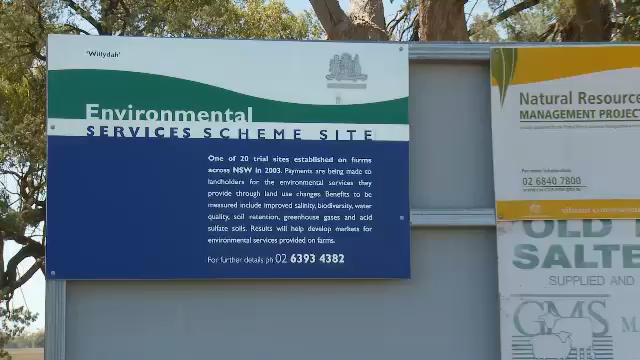 'Willydah'
Environmental
SERVICES SCHEME SITE
One of 20 trial sites established on farms
across NSW in 2003. Payments are being made to
landholders for the environmental services they
provide through land use changes. Benefits to be
measured include improved salinity, biodiversity, water
quality, soil retention, greenhouse gases and acid
sulfate soils. Results will help develop markets for
environmental services provided on farms.
For further details ph 02 6393 4382
Natural Resource
MANAGEMENT PROJEC
For more information:
02 6840 7800
OLD
SALTE
SUPPLIED AND
GMS